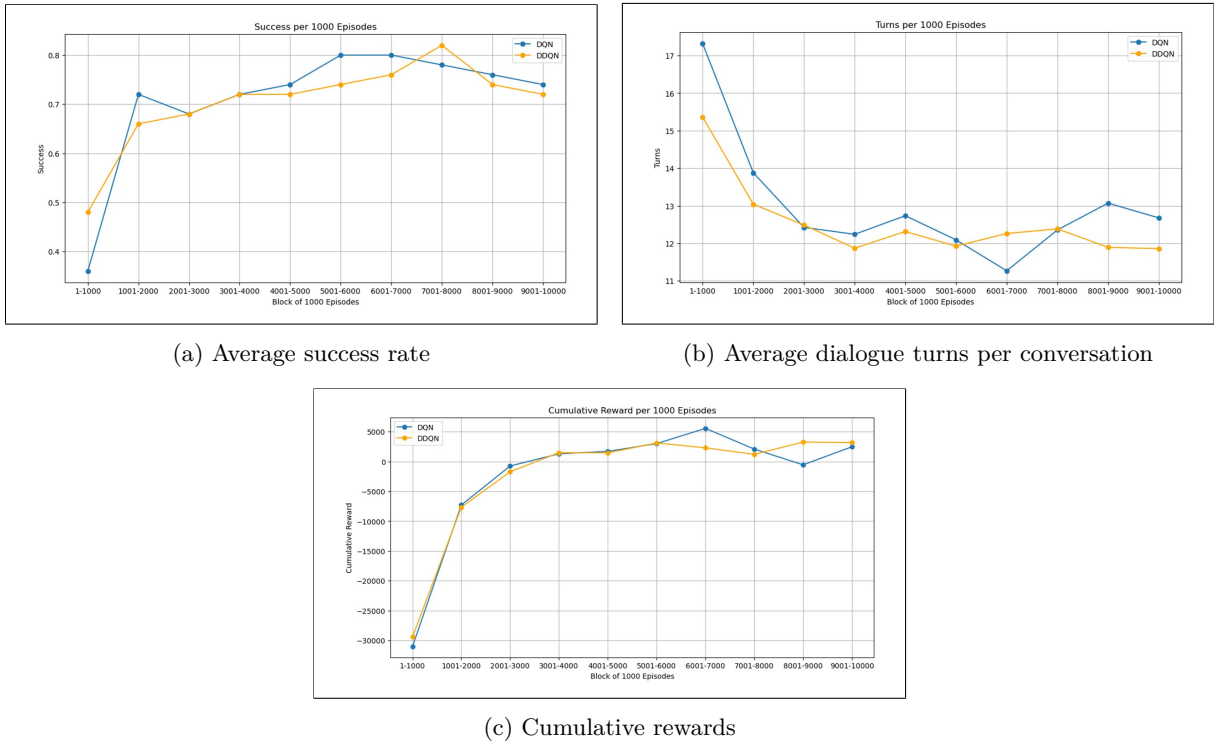 Success per 1000 Episodes
DQN
DDQN
0.8
0.7
0.6
0.5
0.4
Success
1-1000 1001-2000 2001-3000 3001-4000 4001-5000 5001-6000 6001-7000 7001-8000 8001-9000 9001-10000
Block of 1000 Episodes
(a) Average success rate
Turns per 1000 Episodes
DQN
DDQN
17
16
15
14
13
12
11
Turns
1-1000 1001-2000 2001-3000 3001-4000 4001-5000 5001-6000 6001-7000 7001-8000 8001-9000 9001-10000
Block of 1000 Episodes
(b) Average dialogue turns per conversation
Cumulative Reward per 1000 Episodes
DQN
DDQN
5000
0
−5000
−10000
−15000
−20000
−25000
−30000
Cumulative Reward
1-1000 1001-2000 2001-3000 3001-4000 4001-5000 5001-6000 6001-7000 7001-8000 8001-9000 9001-10000
Block of 1000 Episodes
(c) Cumulative rewards